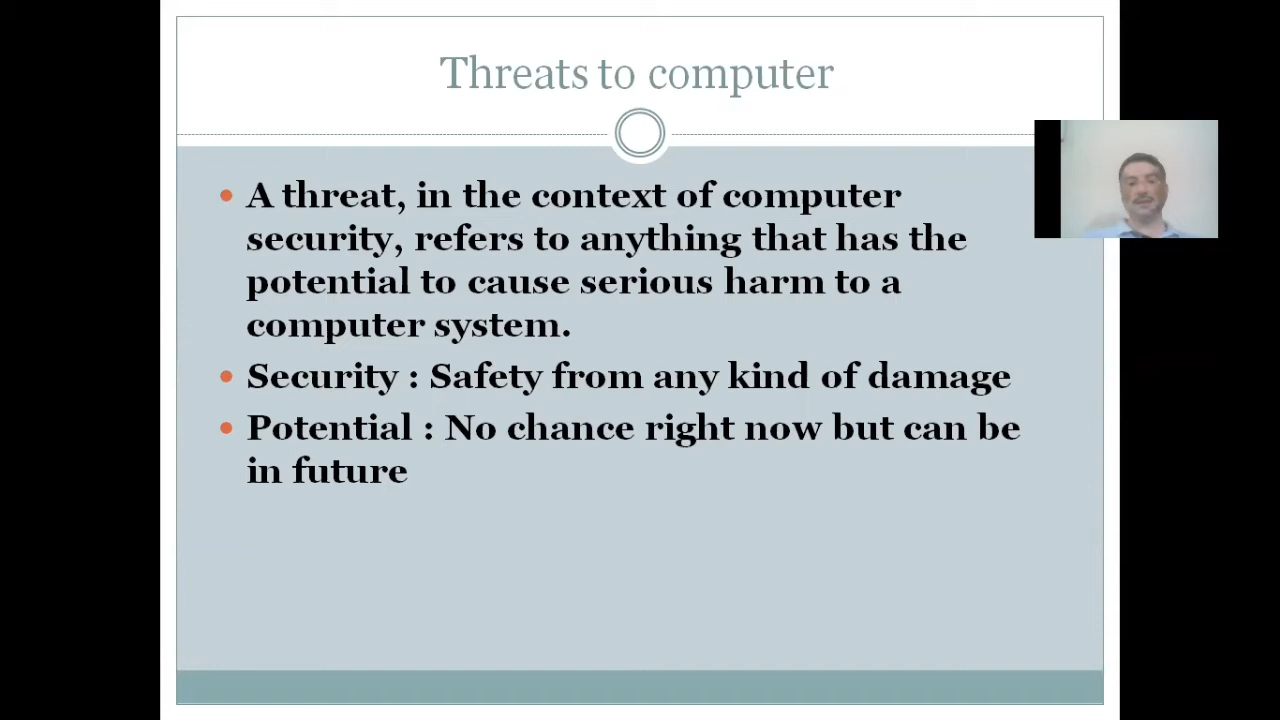 Threats to computer
A threat, in the context of computer
security, refers to anything that has the
potential to cause serious harm to a
computer system.
Security : Safety from any kind of damage
Potential : No chance right now but can be
in future